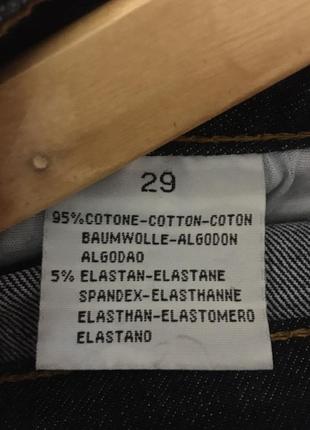 29
95%COTONE-COTTON-COTON
BAUMWOLLE-ALGODON
ALGODAO
5% ELASTAN-ELASTANE
SPANDEX-ELASTHANNE
ELASTHAN-ELASTOMERO
ELASTANO